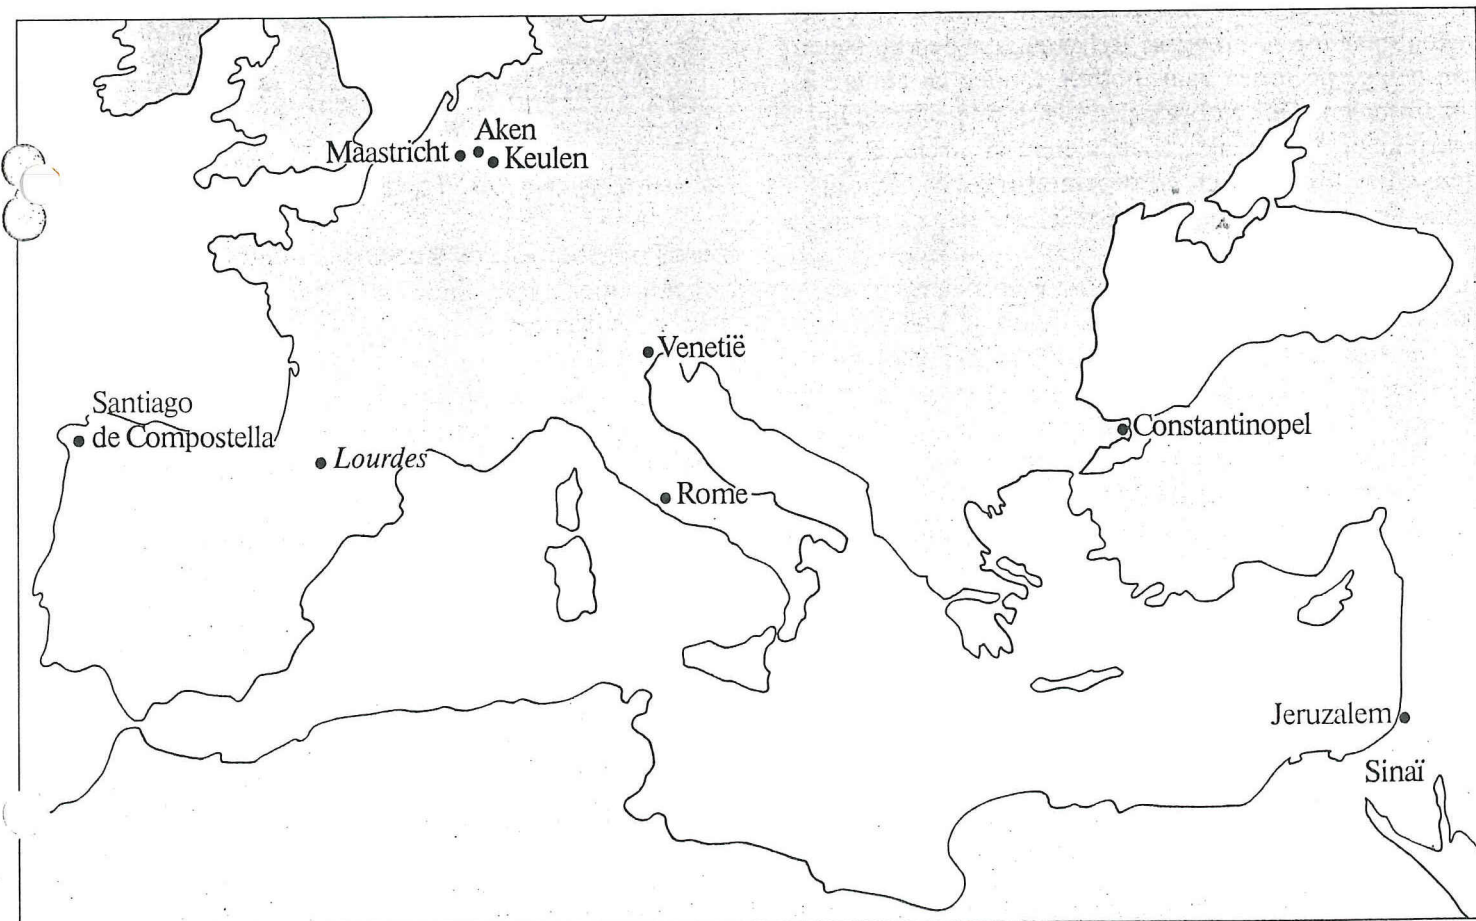 Aken
Maastricht
Keulen
Venetië
Santiago
de Compostella
Constantinopel
Lourdes
Rome
Jeruzalem
Sinaï